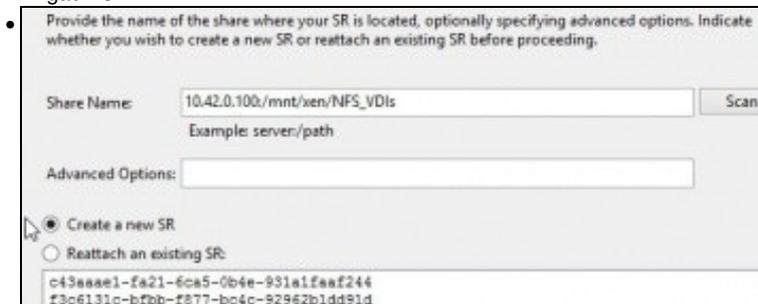 Provide the name of the share where your SR is located, optionally specifying advanced options. Indicate
whether you wish to create a new SR or reattach an existing SR before proceeding.
Share Name: 10.42.0.100:/mnt/xen/NFS_VDIs Scan
Example: server:/path
Advanced Options:
Create a new SR
Reattach an existing SR:
c43aaae1-fa21-6ca5-0b4e-931a1faaf244
f3c6131c-bfbb-f877-bc4c-92962b1dd91d